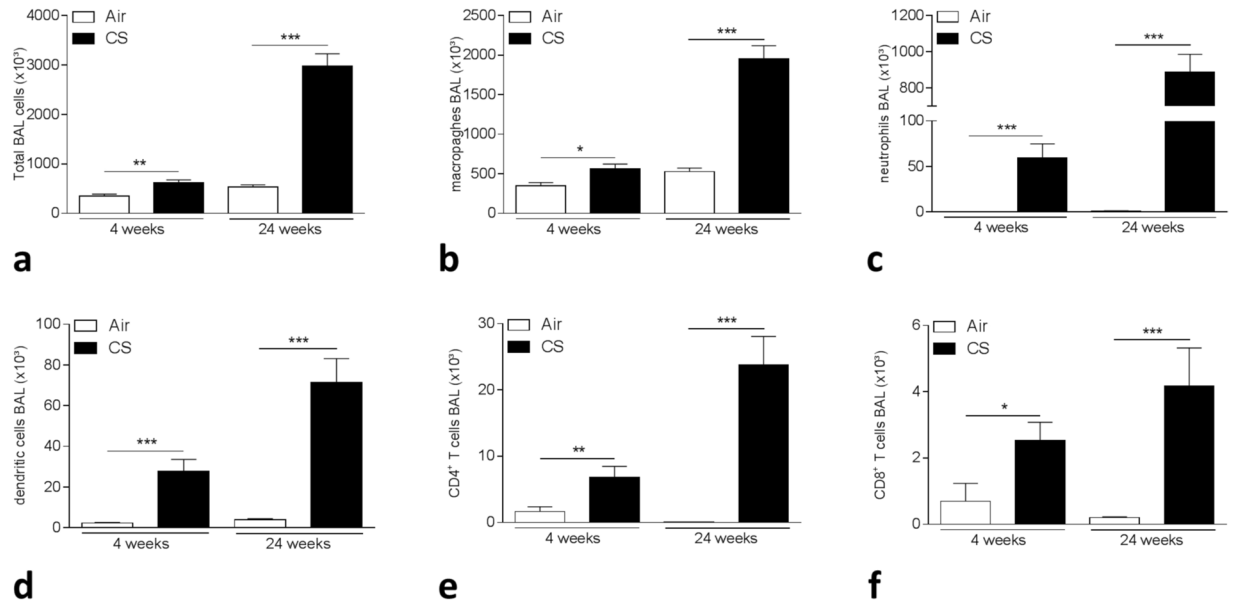 4000
3000
2000
1000
0
Total BAL cells (x10³)
Air
CS
**
***
4 weeks
24 weeks
a
2500
2000
1500
1000
500
0
macropaghes BAL (x10³)
Air
CS
*
***
4 weeks
24 weeks
b
1200
1000
800
100
50
0
neutrophils BAL (x10³)
Air
CS
***
***
4 weeks
24 weeks
c
100
80
60
40
20
0
dendritic cells BAL (x10³)
Air
CS
***
***
4 weeks
24 weeks
d
30
20
10
0
CD4⁺ T cells BAL (x10³)
Air
CS
**
***
4 weeks
24 weeks
e
6
4
2
0
CD8⁺ T cells BAL (x10³)
Air
CS
*
***
4 weeks
24 weeks
f